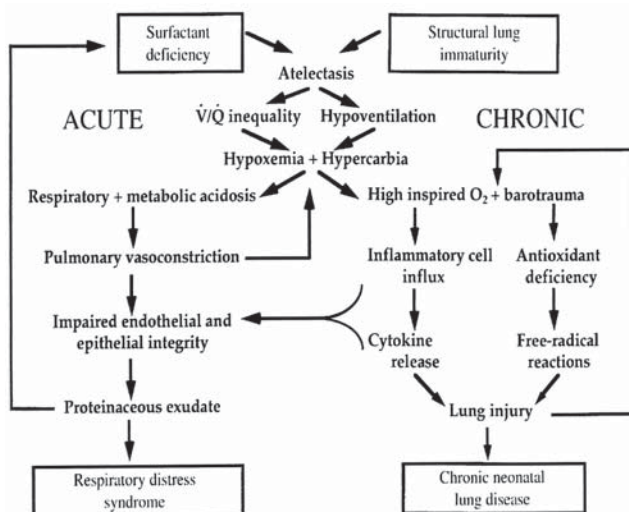 Surfactant
deficiency
Structural lung
immaturity
Atelectasis
ACUTE
V̇/Q̇ inequality
Hypoventilation
CHRONIC
Hypoxemia + Hypercarbia
Respiratory + metabolic acidosis
High inspired O₂ + barotrauma
Pulmonary vasoconstriction
Inflammatory cell
influx
Antioxidant
deficiency
Impaired endothelial and
epithelial integrity
Cytokine
release
Free-radical
reactions
Proteinaceous exudate
Lung injury
Respiratory distress
syndrome
Chronic neonatal
lung disease